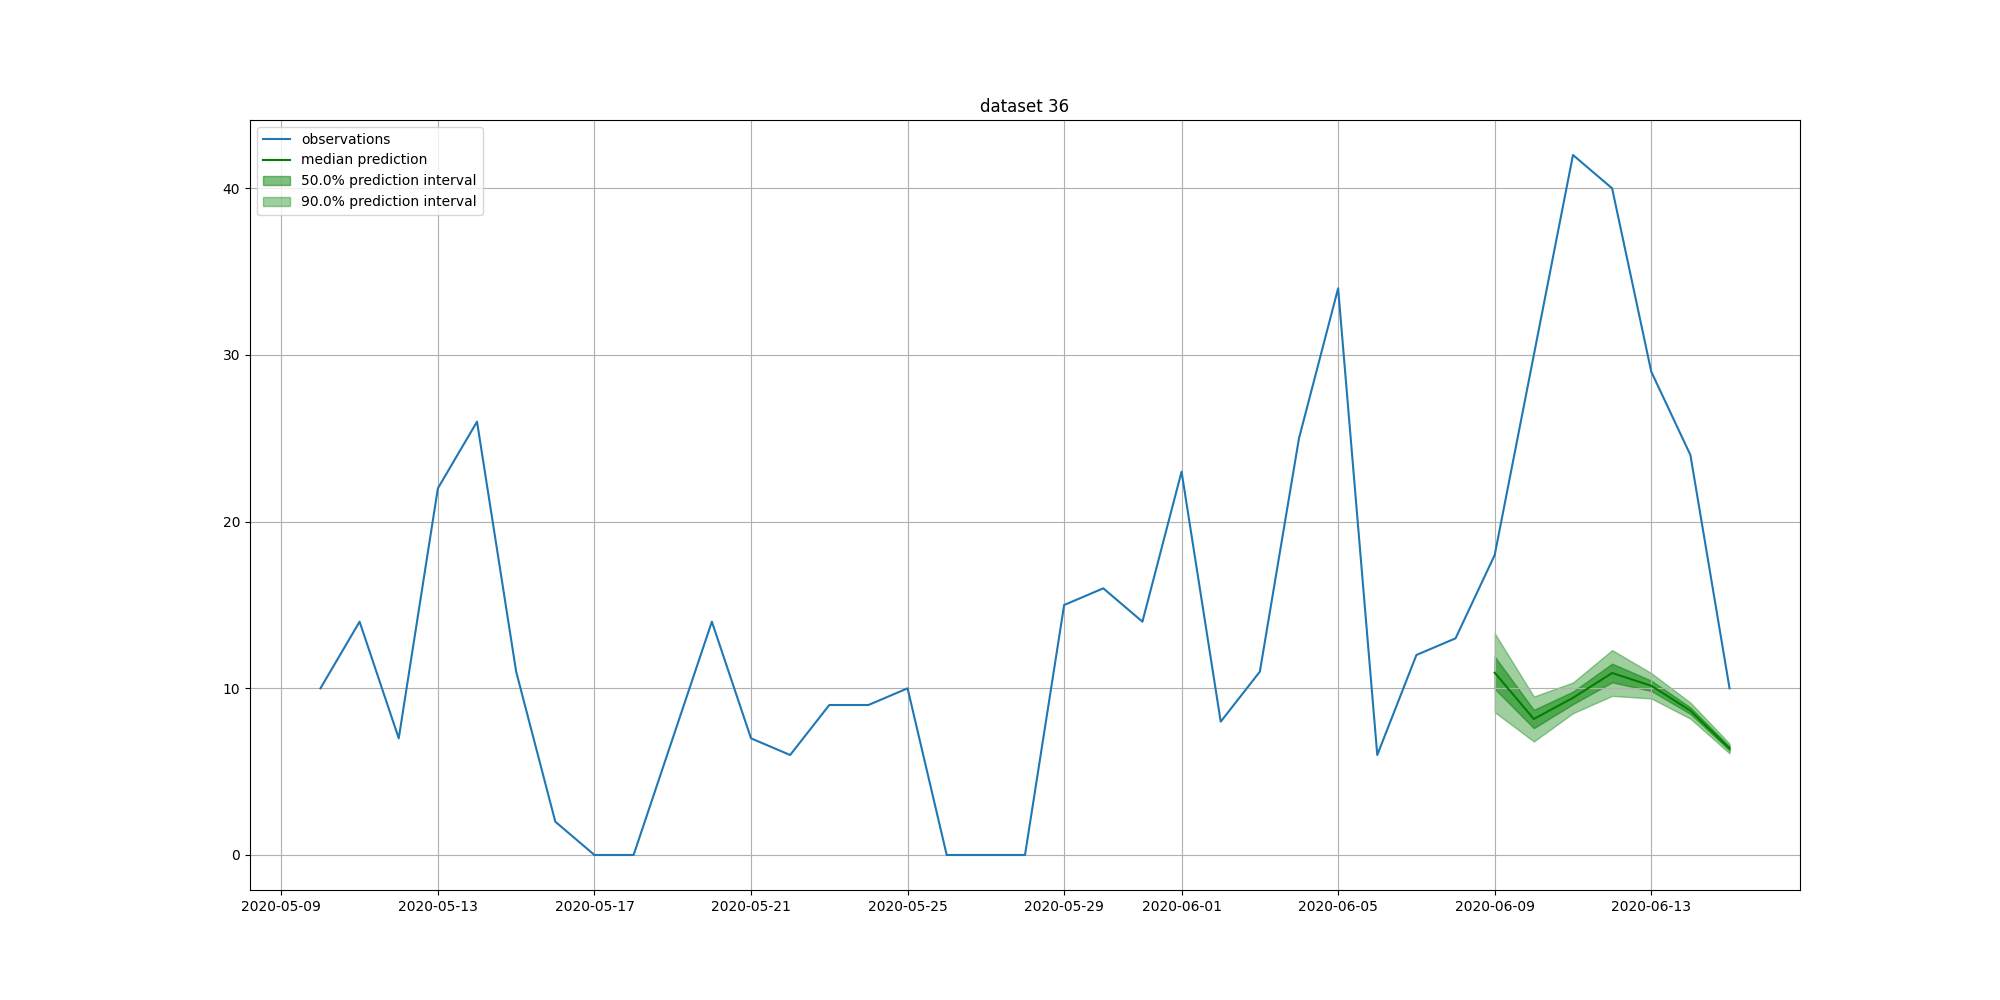 dataset 36
observations
median prediction
50.0% prediction interval
90.0% prediction interval
40
30
20
10
0
2020-05-09 2020-05-13 2020-05-17 2020-05-21 2020-05-25 2020-05-29 2020-06-01 2020-06-05 2020-06-09 2020-06-13